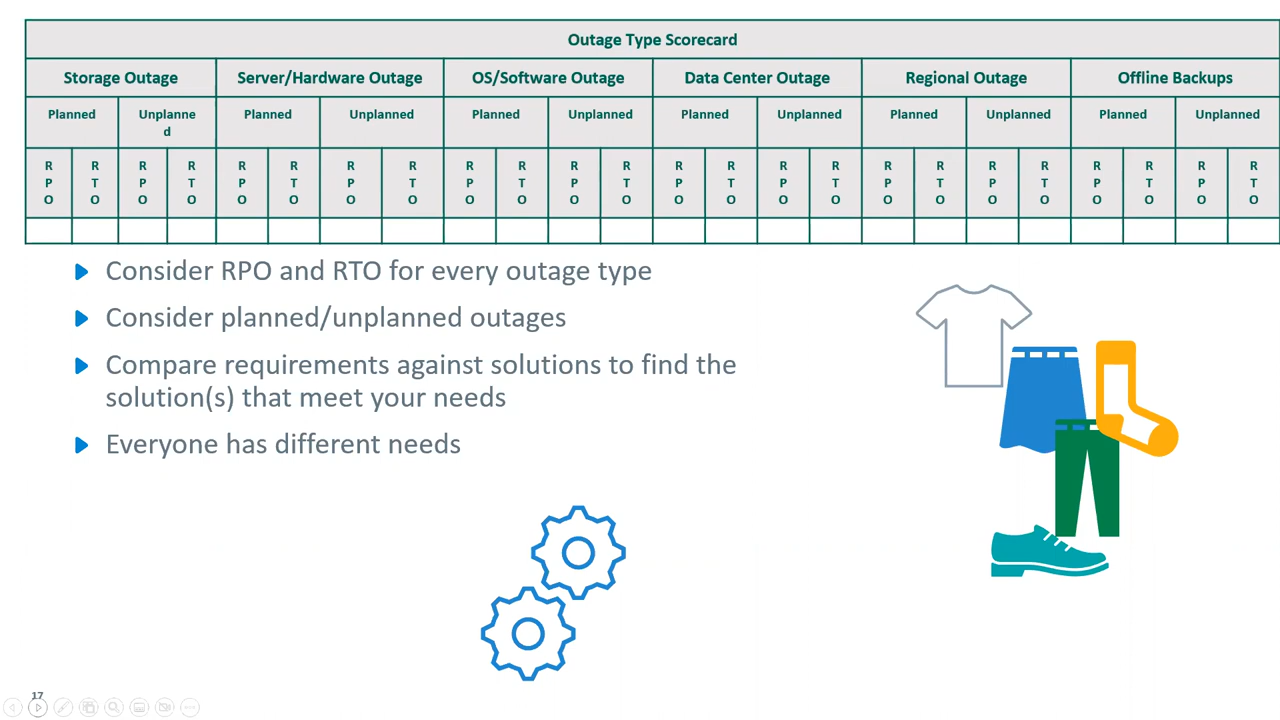 Outage Type Scorecard
Storage Outage Server/Hardware Outage OS/Software Outage Data Center Outage Regional Outage Offline Backups
Planned Unplanne
d Planned Unplanned Planned Unplanned Planned Unplanned Planned Unplanned Planned Unplanned
R R R R R R R R R R R R R R R R R R R R R R R R
P T P T P T P T P T P T P T P T P T P T P T P T
O O O O O O O O O O O O O O O O O O O O O O O O
Consider RPO and RTO for every outage type
Consider planned/unplanned outages
Compare requirements against solutions to find the
solution(s) that meet your needs
Everyone has different needs
17